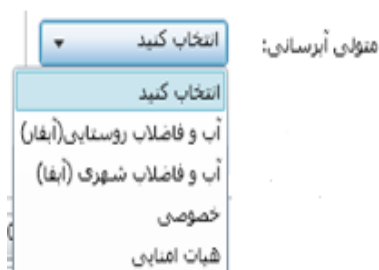 متولی آبرسانی:
انتخاب کنید
انتخاب کنید
آب و فاضلاب روستایی(آبفار)
آب و فاضلاب شهری (آبفا)
خصوصی
هیات امنایی